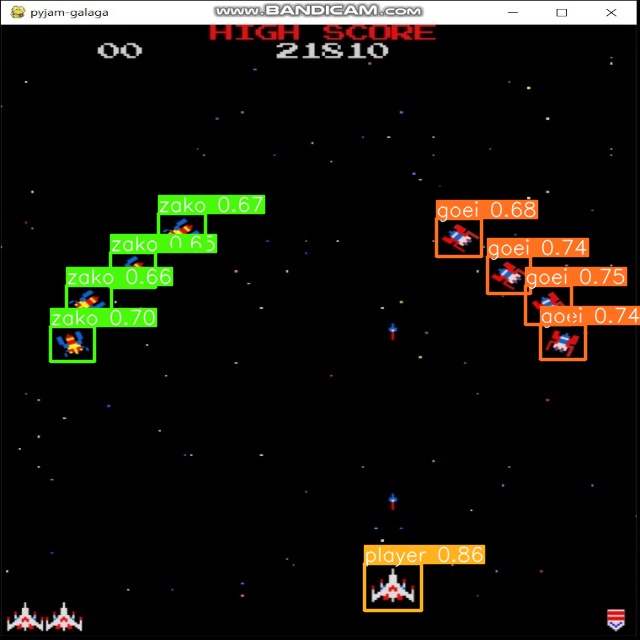 pyjam-galaga
www.BANDICAM.com
HIGH SCORE
00 21810
zako 0.67
goei 0.68
zako 0.65
goei 0.74
zako 0.66
goei 0.75
zako 0.70
goei 0.74
player 0.86